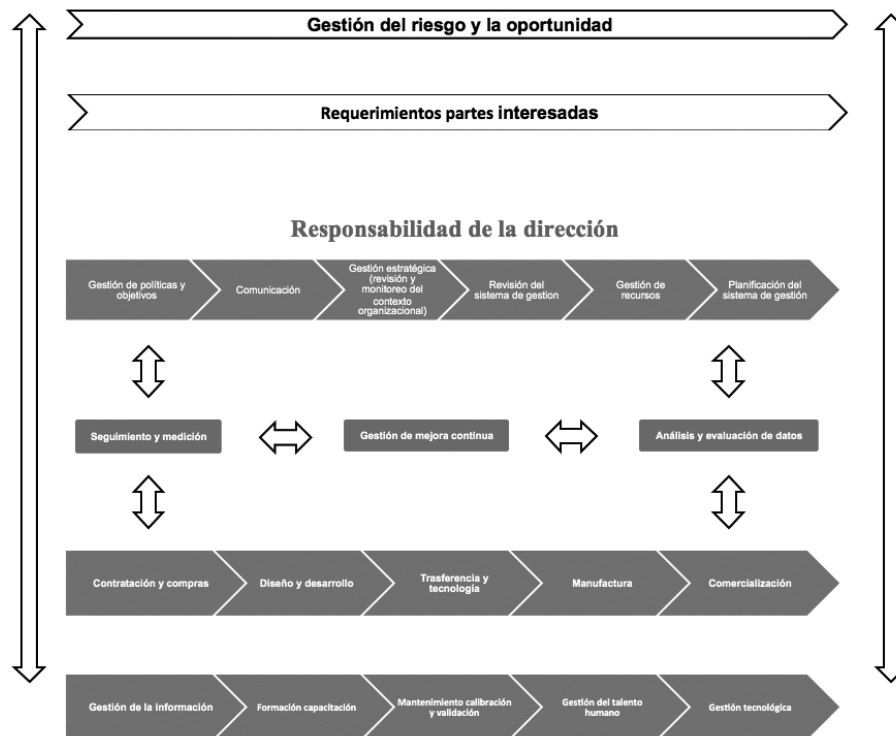 Gestión del riesgo y la oportunidad
Requerimientos partes interesadas
Responsabilidad de la dirección
Gestión de políticas y
objetivos
Comunicación
Gestión estratégica
(revisión y
monitoreo del
contexto
organizacional)
Revisión del
sistema de gestion
Gestión de
recursos
Planificación del
sistema de gestión
Seguimiento y medición
Gestión de mejora continua
Análisis y evaluación de datos
Contratación y compras
Diseño y desarrollo
Trasferencia y
tecnología
Manufactura
Comercialización
Gestión de la información
Formación capacitación
Mantenimiento calibración
y validación
Gestión del talento
humano
Gestión tecnológica